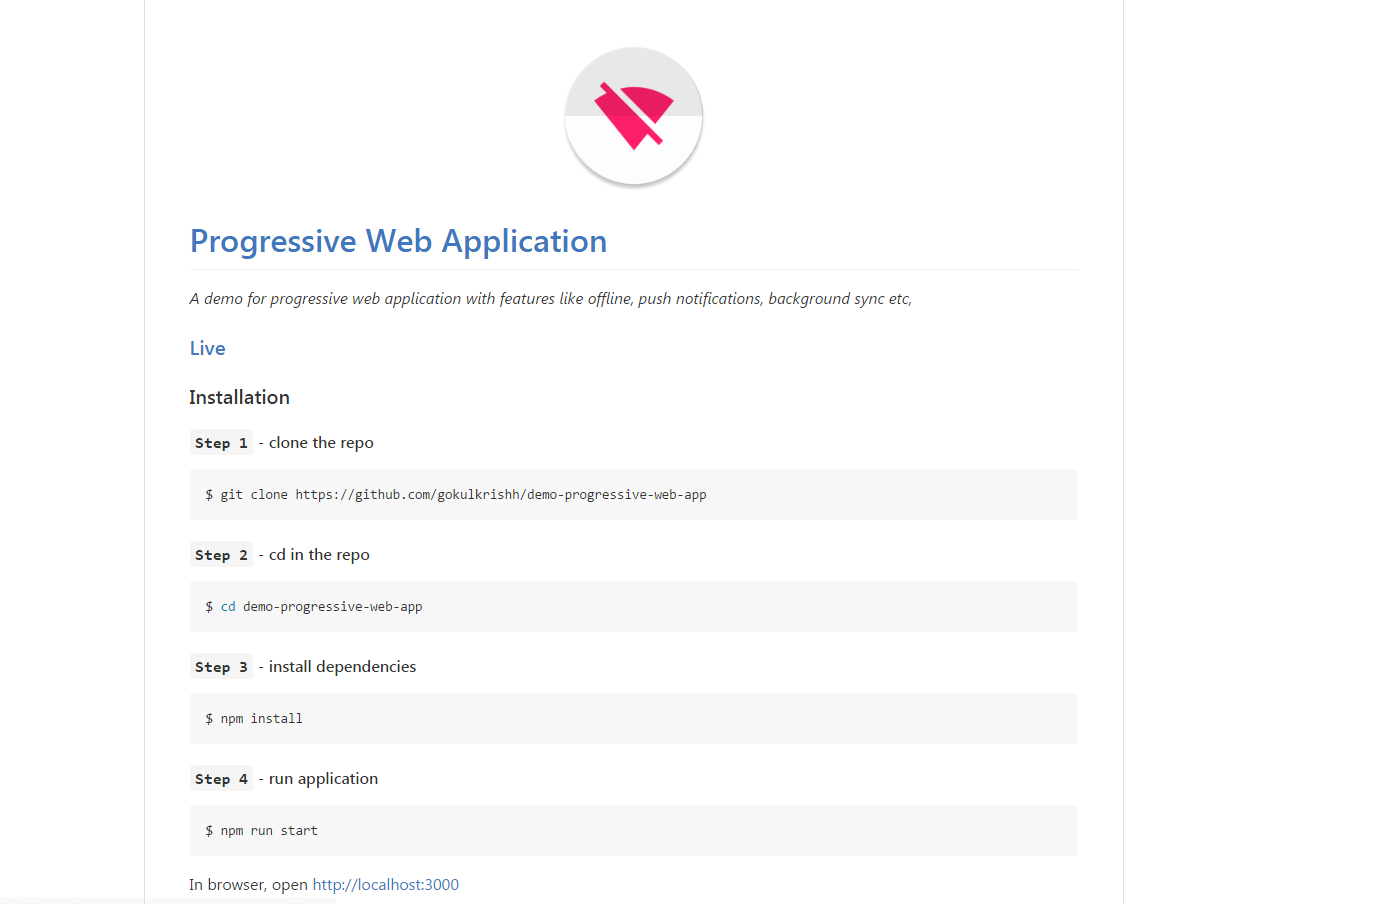 Progressive Web Application
A demo for progressive web application with features like offline, push notifications, background sync etc,
Live
Installation
Step 1 - clone the repo
$ git clone https://github.com/gokulkrishh/demo-progressive-web-app
Step 2 - cd in the repo
$ cd demo-progressive-web-app
Step 3 - install dependencies
$ npm install
Step 4 - run application
$ npm run start
In browser, open http://localhost:3000